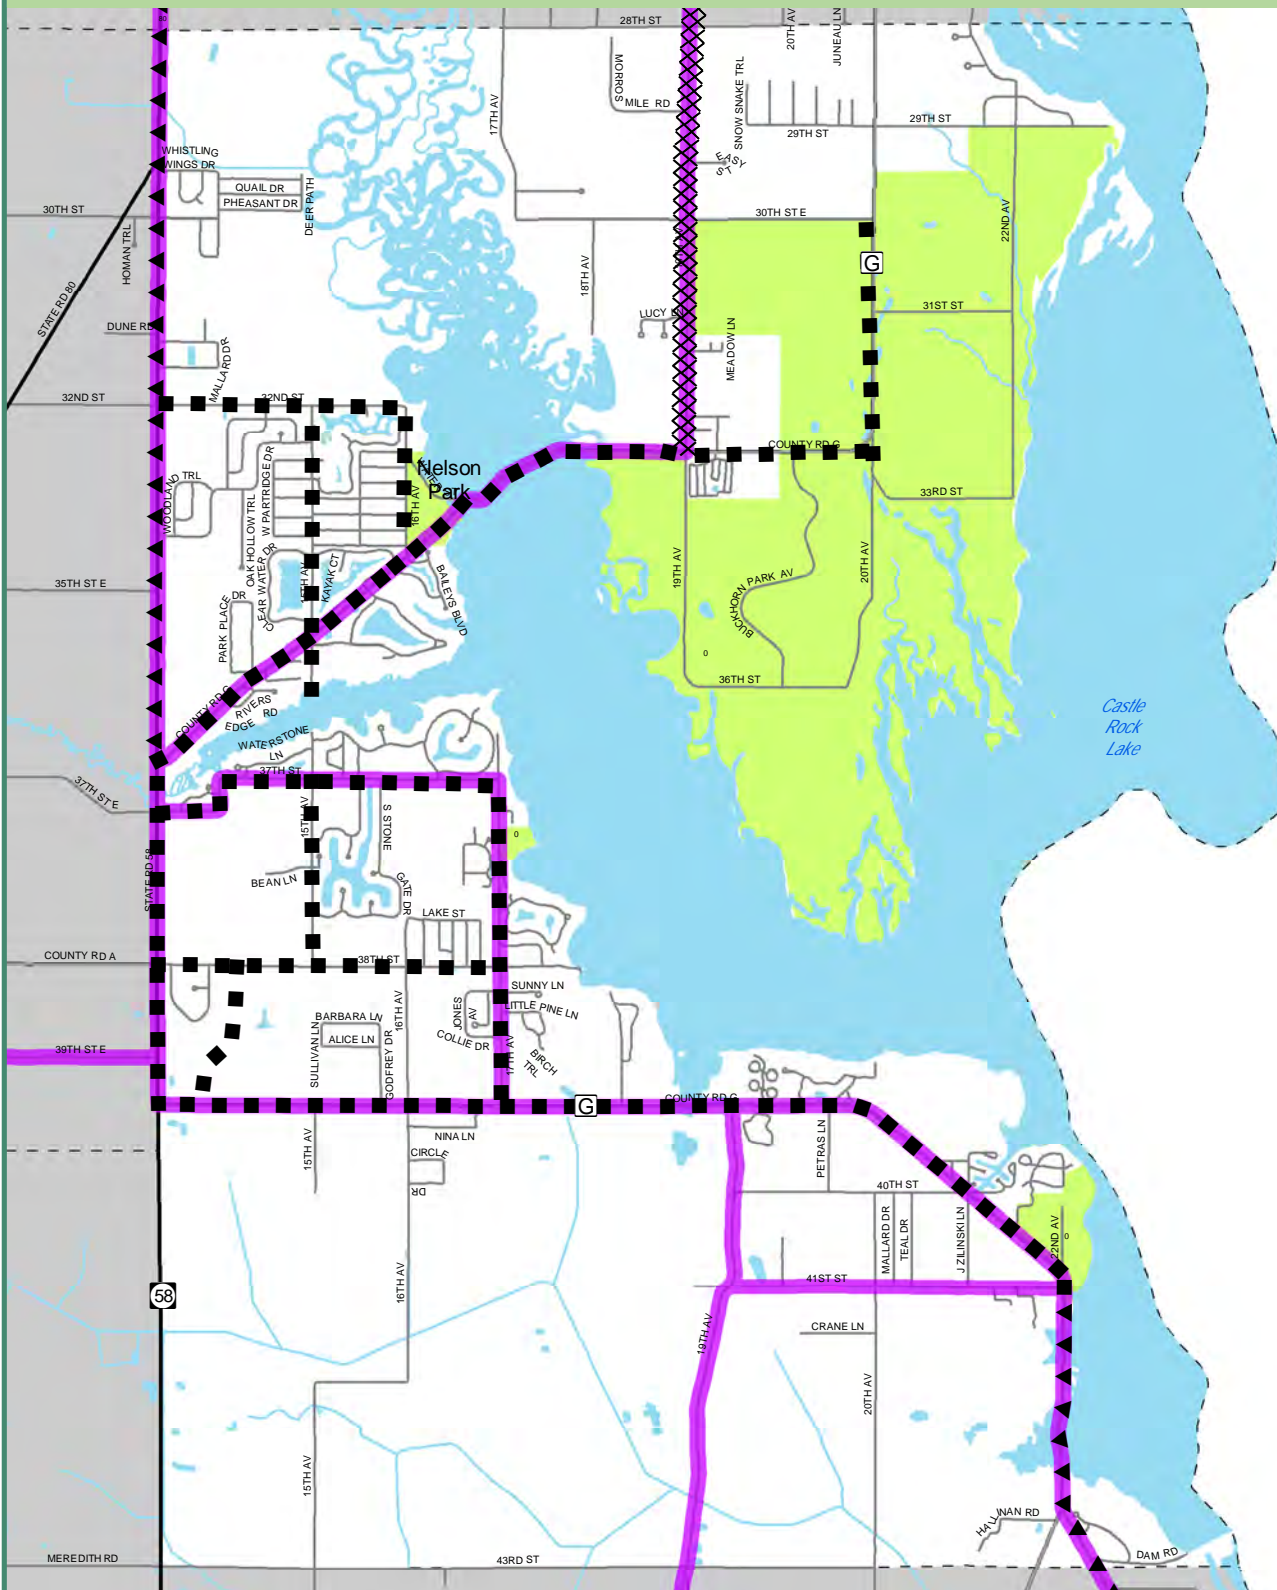 80
28TH ST
20TH AV
JUNEAU LN
MORROS
MILE RD
17TH AV
SNOW SNAKE TRL
29TH ST
29TH ST
WHISTLING
WINGS DR
EASY
ST
QUAIL DR
PHEASANT DR
DEER PATH
30TH ST
30TH ST E
22ND AV
HOMAN TRL
G
18TH AV
STATE RD 80
31ST ST
LUCY LN
DUNE RD
MEADOW LN
MALLARD DR
32ND ST
32ND ST
COUNTY RD G
Nelson
Park
W PARTRIDGE DR
WOODLAND TRL
OAK HOLLOW TRL
16TH AV
33RD ST
35TH ST E
CLEAR WATER DR
15TH AV
KAYAK CT
BAILEYS BLVD
19TH AV
20TH AV
BUCKHORN PARK AV
PARK PLACE
DR
0
36TH ST
COUNTY RD G
RIVERS
EDGE RD
Castle
Rock
Lake
WATERSTONE
LN
37TH ST
37TH ST E
15TH AV
S STONE
GATE DR
0
STATE RD 58
BEAN LN
LAKE ST
COUNTY RD A
38TH ST
SUNNY LN
LITTLE PINE LN
JONES
AV
16TH AV
BARBARA LN
ALICE LN
COLLIE DR
SULLIVAN LN
GODFREY DR
17TH AV
BIRCH
TRL
39TH ST E
COUNTY RD G
G
NINA LN
15TH AV
CIRCLE
DR
PETRAS LN
40TH ST
MALLARD DR
TEAL DR
J ZILINSKI LN
22ND AV
0
16TH AV
41ST ST
58
19TH AV
CRANE LN
20TH AV
15TH AV
HALLINAN RD
DAM RD
MEREDITH RD
43RD ST